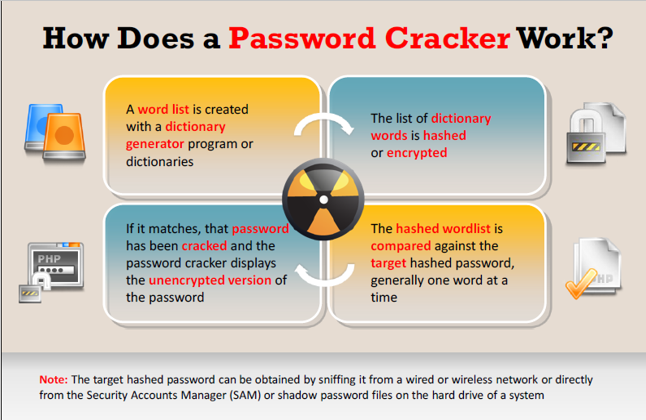 How Does a Password Cracker Work?
A word list is created
with a dictionary
generator program or
dictionaries
The list of dictionary
words is hashed
or encrypted
If it matches, that password
has been cracked and the
password cracker displays
the unencrypted version of
the password
The hashed wordlist is
compared against the
target hashed password,
generally one word at a
time
PHP
PHP
Note: The target hashed password can be obtained by sniffing it from a wired or wireless network or directly
from the Security Accounts Manager (SAM) or shadow password files on the hard drive of a system